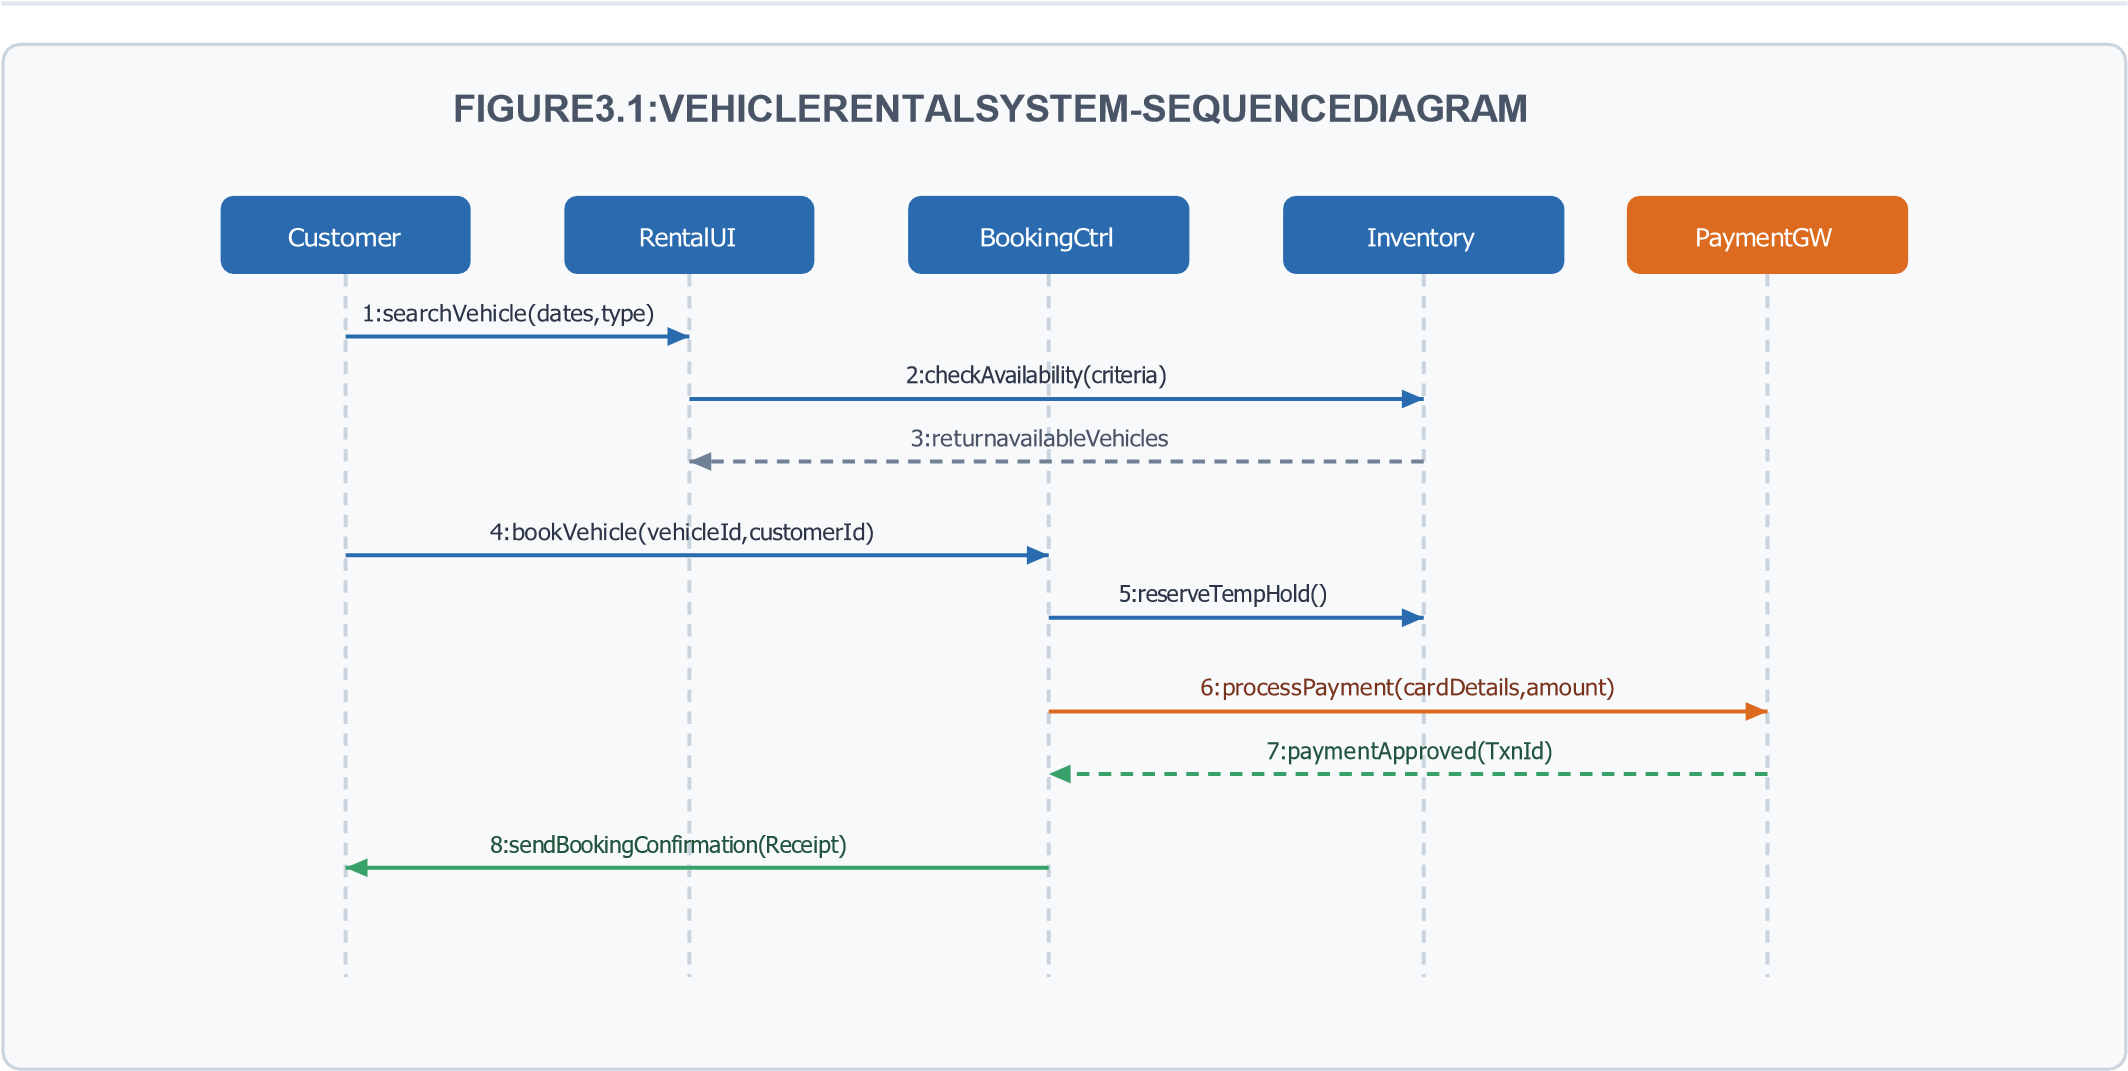 FIGURE3.1:VEHICLERENTALSYSTEM-SEQUENCEDIAGRAM
Customer
RentalUI
BookingCtrl
Inventory
PaymentGW
1:searchVehicle(dates,type)
2:checkAvailability(criteria)
3:returnavailableVehicles
4:bookVehicle(vehicleId,customerId)
5:reserveTempHold()
6:processPayment(cardDetails,amount)
7:paymentApproved(TxnId)
8:sendBookingConfirmation(Receipt)